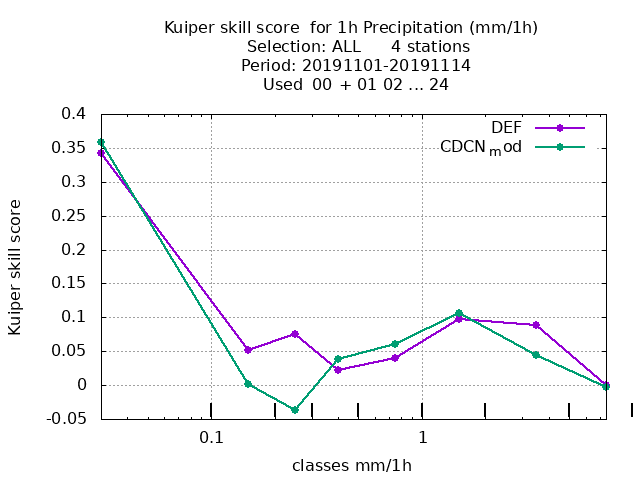 Kuiper skill score  for 1h Precipitation (mm/1h)
Selection: ALL      4 stations
Period: 20191101-20191114
Used  00 + 01 02 ... 24
DEF
CDCNmod
0.4
0.35
0.3
0.25
0.2
0.15
0.1
0.05
0
-0.05
Kuiper skill score
0.1
1
classes mm/1h